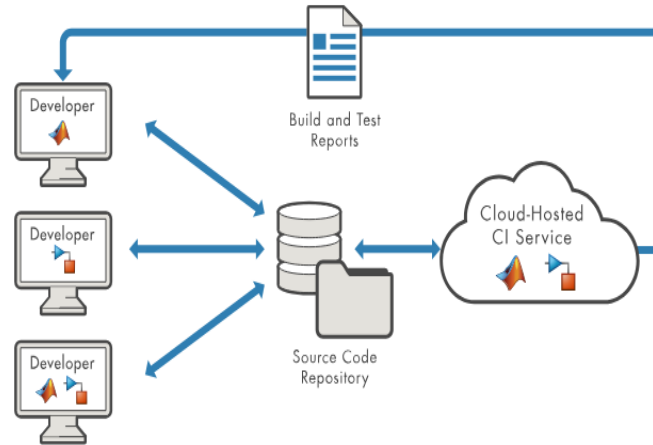 Developer
Build and Test
Reports
Developer
Cloud-Hosted
CI Service
Developer
Source Code
Repository